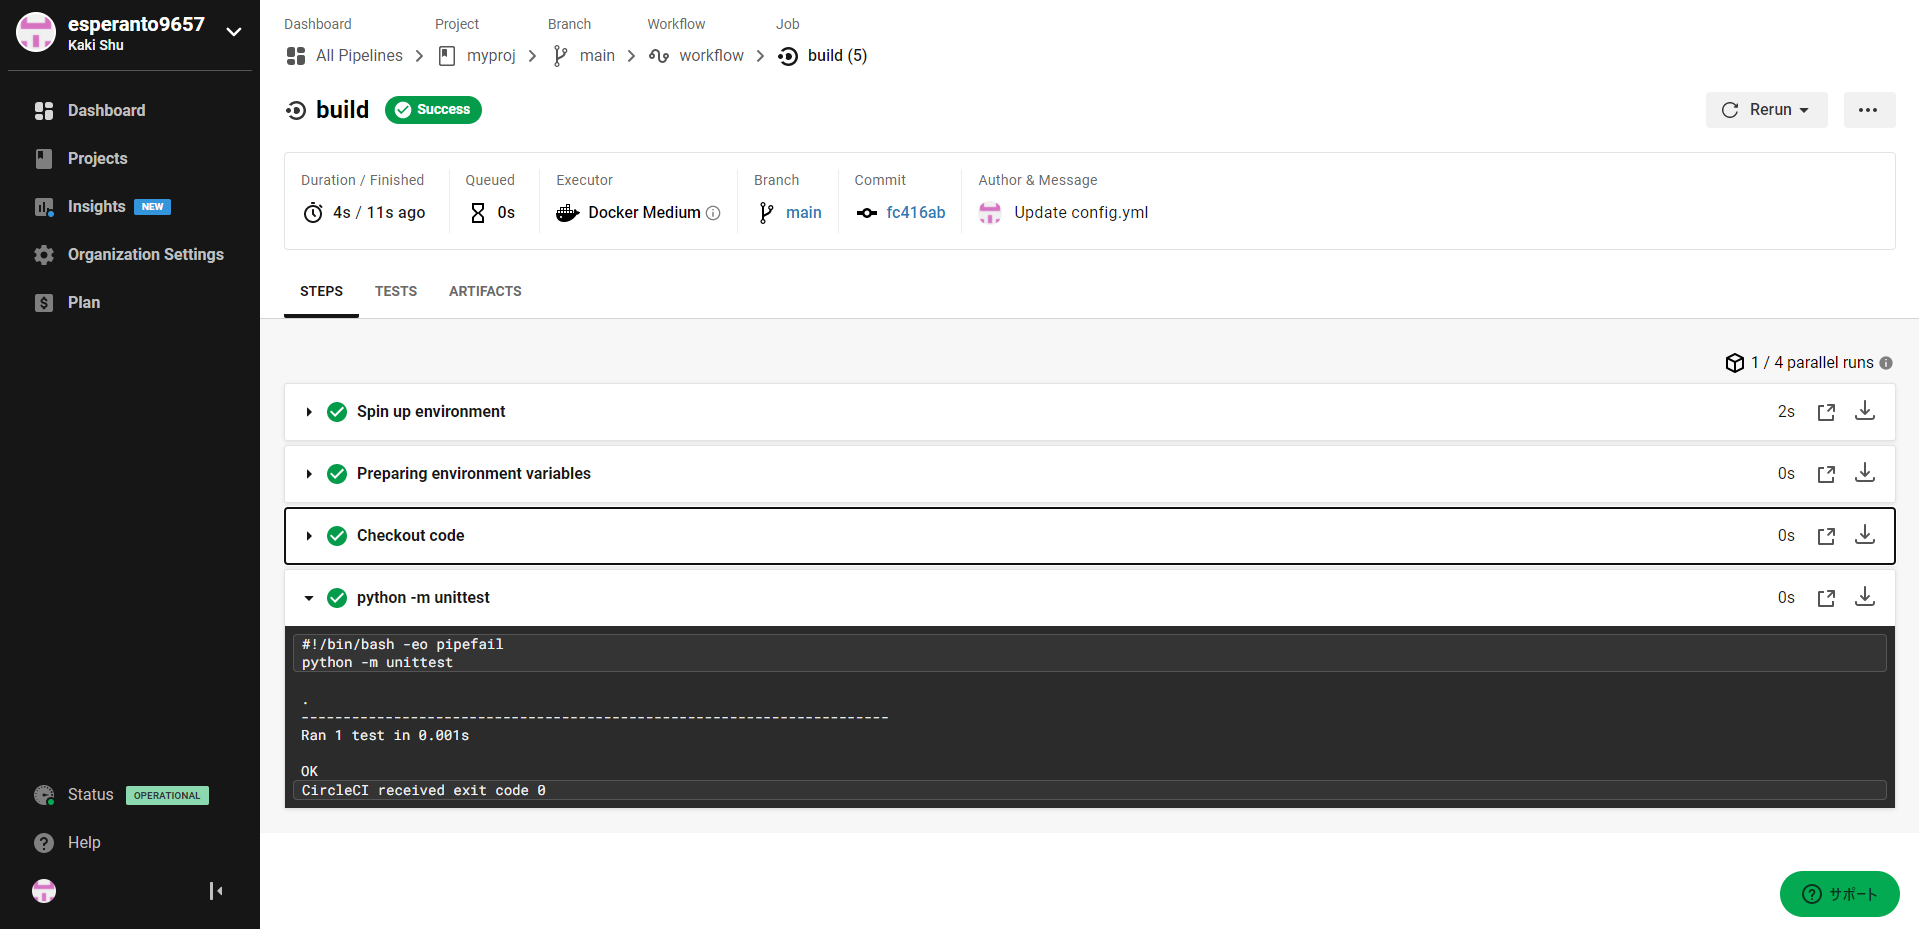 esperanto9657
Kaki Shu
Dashboard
Projects
Insights NEW
Organization Settings
Plan
Status OPERATIONAL
Help
Dashboard Project Branch Workflow Job
All Pipelines myproj main workflow build (5)
build Success
Rerun
Duration / Finished Queued Executor Branch Commit Author & Message
4s / 11s ago 0s Docker Medium main fc416ab Update config.yml
STEPS TESTS ARTIFACTS
1 / 4 parallel runs
Spin up environment 2s
Preparing environment variables 0s
Checkout code 0s
python -m unittest 0s
#!/bin/bash -eo pipefail
python -m unittest
.
----------------------------------------------------------------------
Ran 1 test in 0.001s
OK
CircleCI received exit code 0
サポート